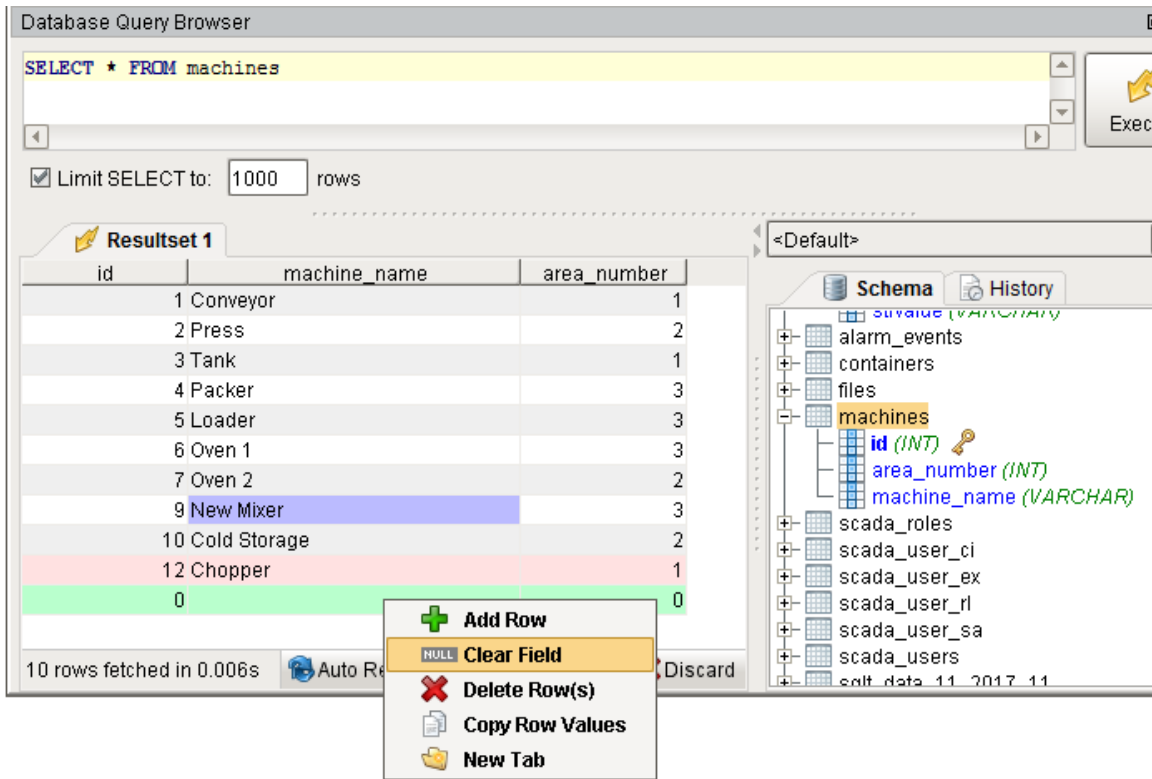 Database Query Browser
SELECT * FROM machines
Limit SELECT to: 1000 rows
Resultset 1
id machine_name area_number
1 Conveyor 1
2 Press 2
3 Tank 1
4 Packer 3
5 Loader 3
6 Oven 1 3
7 Oven 2 2
9 New Mixer 3
10 Cold Storage 2
12 Chopper 1
0 0
10 rows fetched in 0.006s Auto Re Discard
Add Row
NULL Clear Field
Delete Row(s)
Copy Row Values
New Tab
Exec
<Default>
Schema History
strvalue (VARCHAR)
alarm_events
containers
files
machines
id (INT)
area_number (INT)
machine_name (VARCHAR)
scada_roles
scada_user_ci
scada_user_ex
scada_user_rl
scada_user_sa
scada_users
sqlt_data_11_2017_11